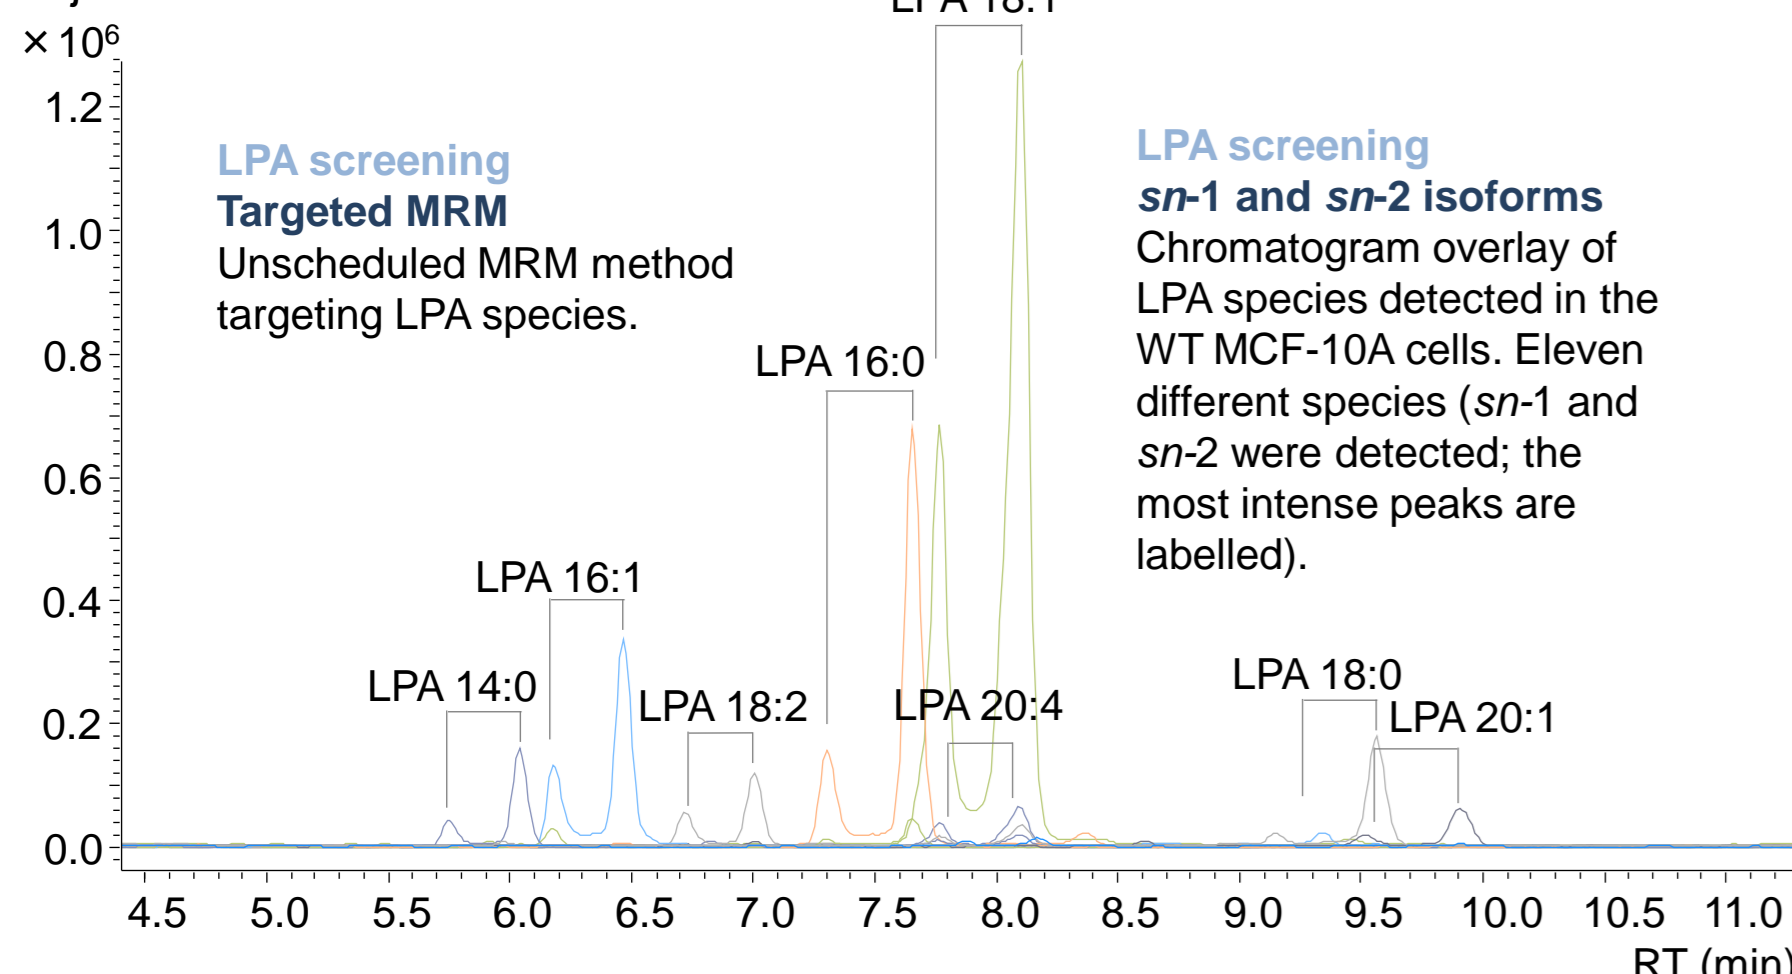 LPA 18:1
× 10⁶
1.2
1.0
0.8
0.6
0.4
0.2
0.0
LPA screening
Targeted MRM
Unscheduled MRM method
targeting LPA species.
LPA screening
sn-1 and sn-2 isoforms
Chromatogram overlay of
LPA species detected in the
WT MCF-10A cells. Eleven
different species (sn-1 and
sn-2 were detected; the
most intense peaks are
labelled).
LPA 16:0
LPA 16:1
LPA 14:0
LPA 18:2
LPA 20:4
LPA 18:0
LPA 20:1
4.5 5.0 5.5 6.0 6.5 7.0 7.5 8.0 8.5 9.0 9.5 10.0 10.5 11.0
RT (min)